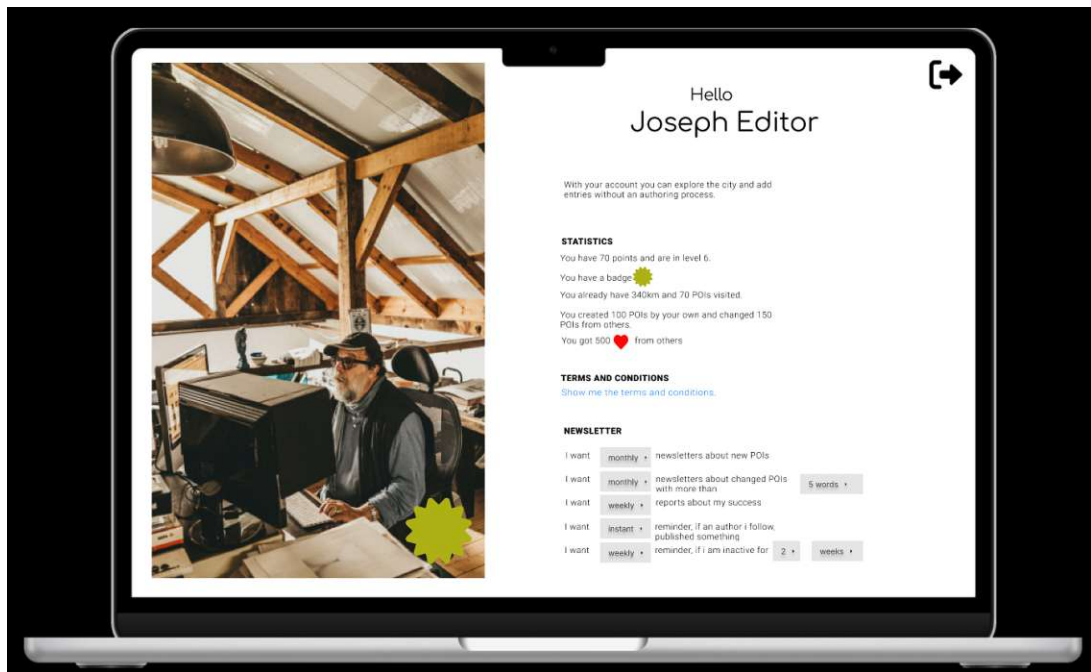 Hello
Joseph Editor
With your account you can explore the city and add
entries without an authoring process.
STATISTICS
You have 70 points and are in level 6.
You have a badge
You already have 340km and 70 POIs visited.
You created 100 POIs by your own and changed 150
POIs from others.
You got 500 from others
TERMS AND CONDITIONS
Show me the terms and conditions.
NEWSLETTER
I want monthly newsletters about new POIs
I want monthly newsletters about changed POIs
with more than 5 words
I want weekly reports about my success
I want instant reminder, if an author i follow,
published something
I want weekly reminder, if i am inactive for 2 weeks